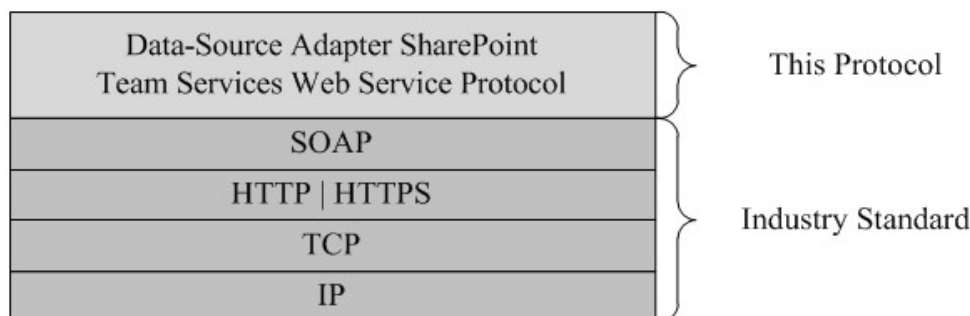 Data-Source Adapter SharePoint
Team Services Web Service Protocol
This Protocol
SOAP
HTTP | HTTPS
TCP
IP
Industry Standard